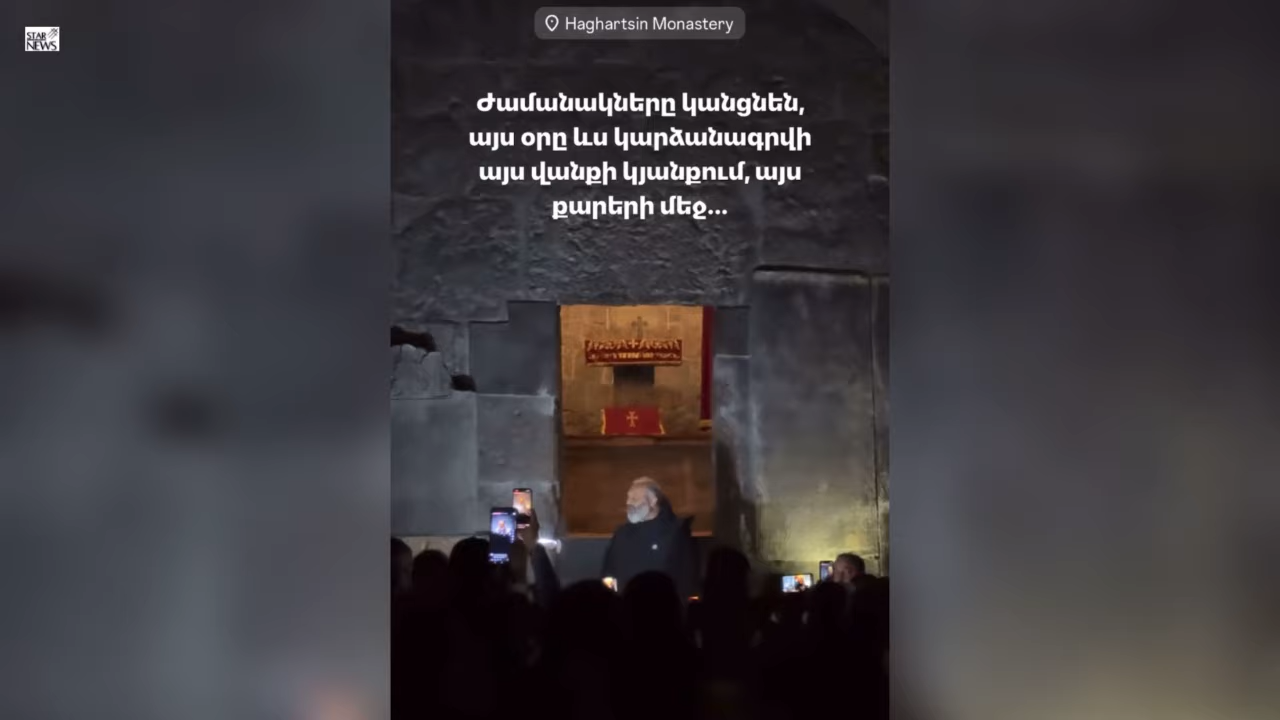 STAR
NEWS
Haghartsin Monastery
Ժամանակները կանցնեն,
այս օրը ևս կարձանագրվի
այս վանքի կյանքում, այս
քարերի մեջ...